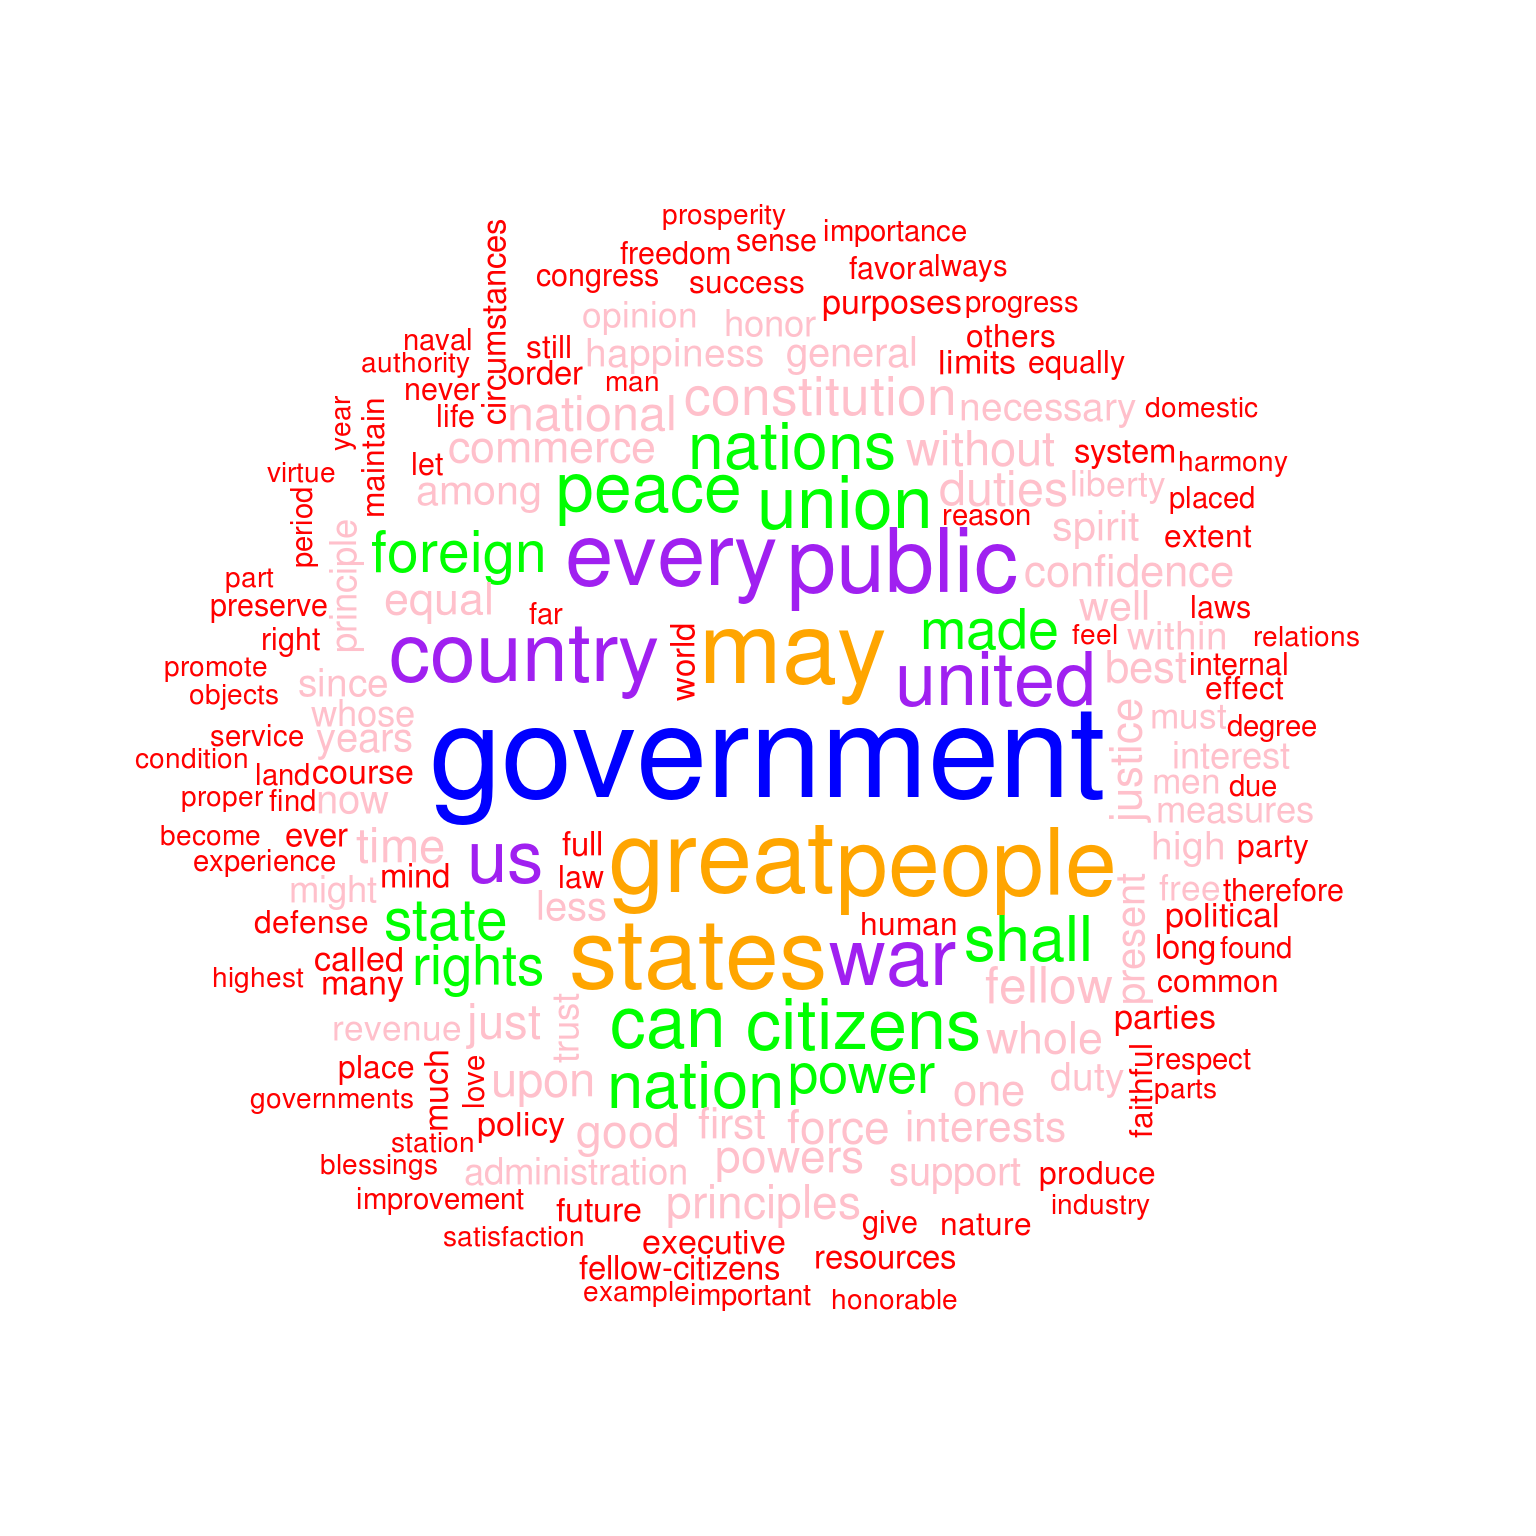 prosperity
importance
freedom
sense
congress
success
favor
always
purposes
progress
circumstances
opinion
honor
others
naval
still
happiness
general
limits
equally
authority
order
man
never
life
national
constitution
necessary
domestic
year
maintain
commerce
nations
without
system
harmony
let
virtue
among
peace
union
duties
liberty
placed
period
reason
spirit
extent
principle
foreign
every
public
confidence
part
preserve
equal
far
well
laws
right
country
world
may
made
feel
within
relations
promote
objects
since
united
best
internal
effect
whose
justice
must
degree
service
years
government
interest
condition
land
course
men
due
proper
find
now
measures
become
ever
time
us
full
great
people
high
party
experience
mind
law
might
less
present
free
therefore
defense
state
human
shall
political
called
rights
states
war
long
found
highest
many
fellow
common
revenue
just
trust
can
citizens
whole
parties
place
much
love
upon
nation
power
one
duty
faithful
respect
parts
governments
policy
good
first
force
interests
station
blessings
administration
powers
support
produce
improvement
future
principles
give
nature
industry
satisfaction
executive
fellow-citizens
resources
example
important
honorable